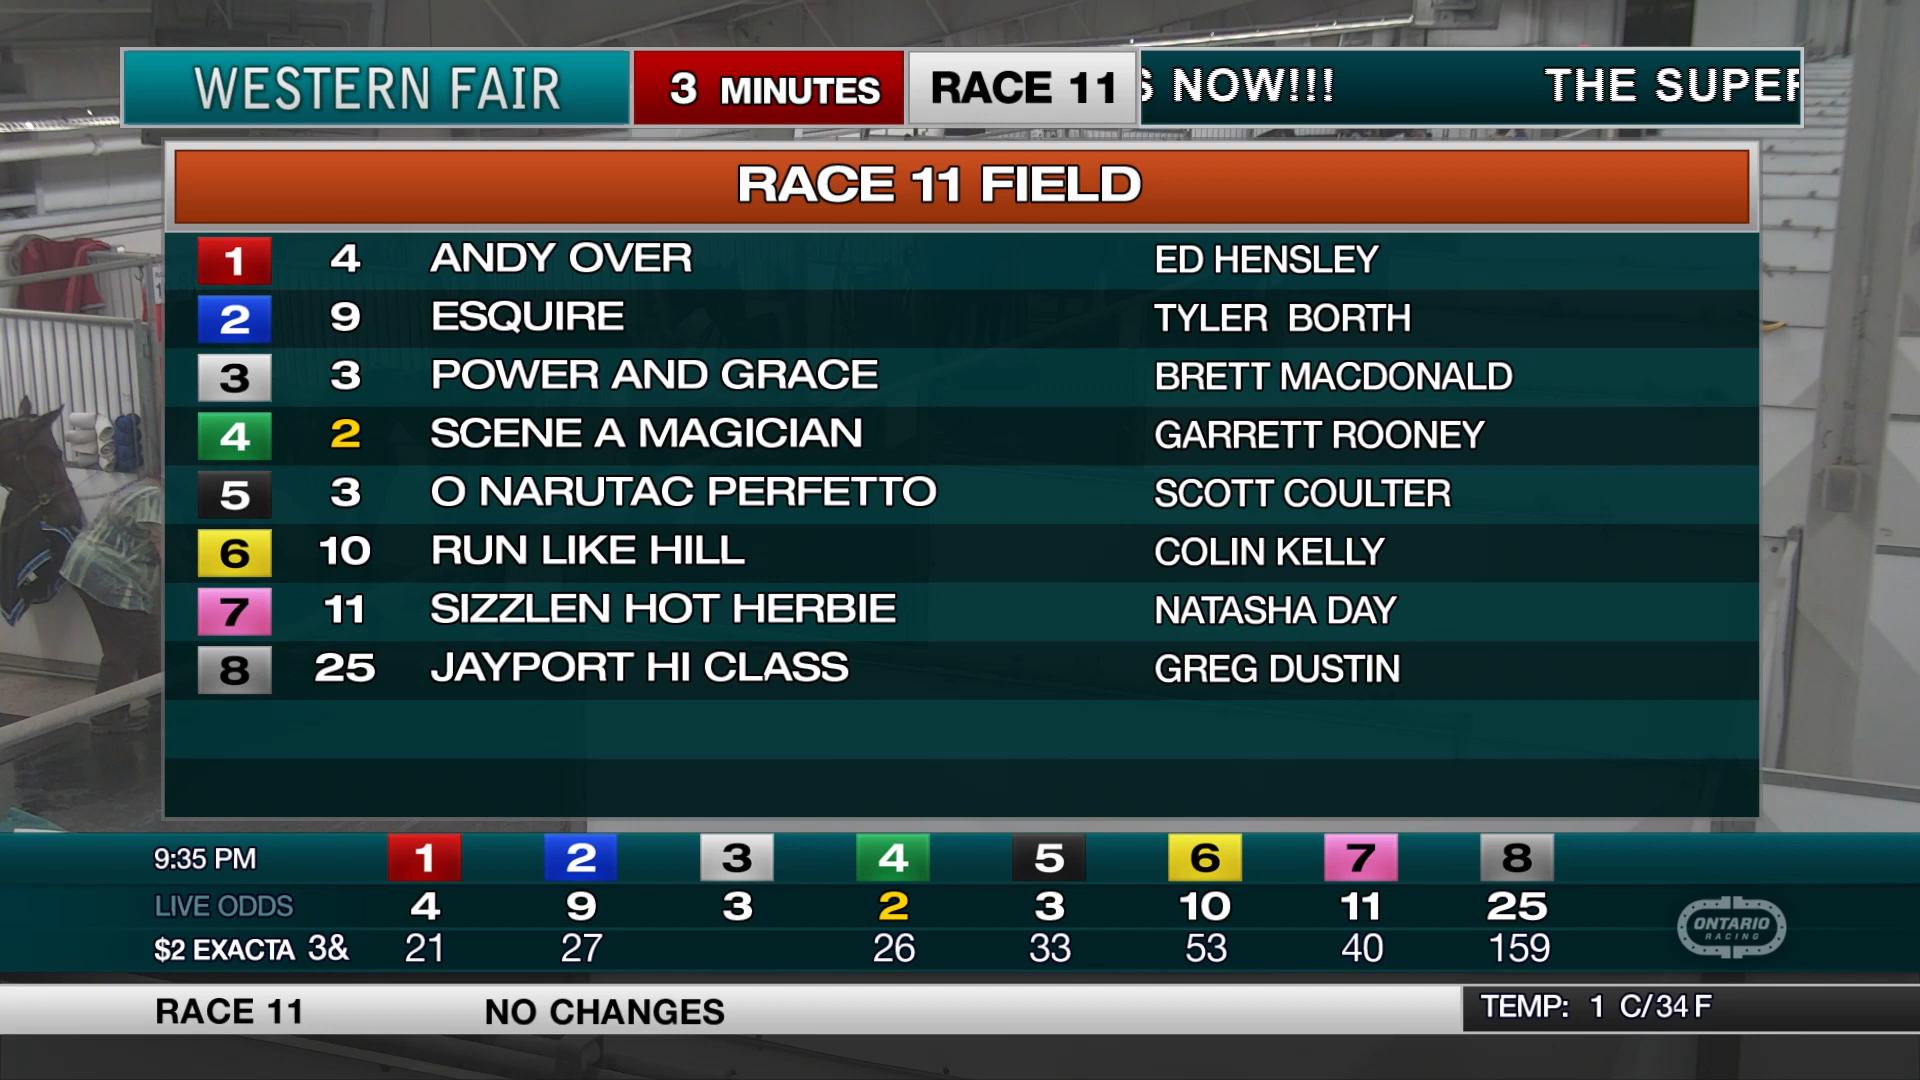 WESTERN FAIR 3 MINUTES RACE 11 S NOW!!! THE SUPER
RACE 11 FIELD
1 4 ANDY OVER ED HENSLEY
2 9 ESQUIRE TYLER BORTH
3 3 POWER AND GRACE BRETT MACDONALD
4 2 SCENE A MAGICIAN GARRETT ROONEY
5 3 O NARUTAC PERFETTO SCOTT COULTER
6 10 RUN LIKE HILL COLIN KELLY
7 11 SIZZLEN HOT HERBIE NATASHA DAY
8 25 JAYPORT HI CLASS GREG DUSTIN
9:35 PM 1 2 3 4 5 6 7 8
LIVE ODDS 4 9 3 2 3 10 11 25
$2 EXACTA 3& 21 27 26 33 53 40 159
ONTARIO
RACING
RACE 11 NO CHANGES TEMP: 1 C/34 F